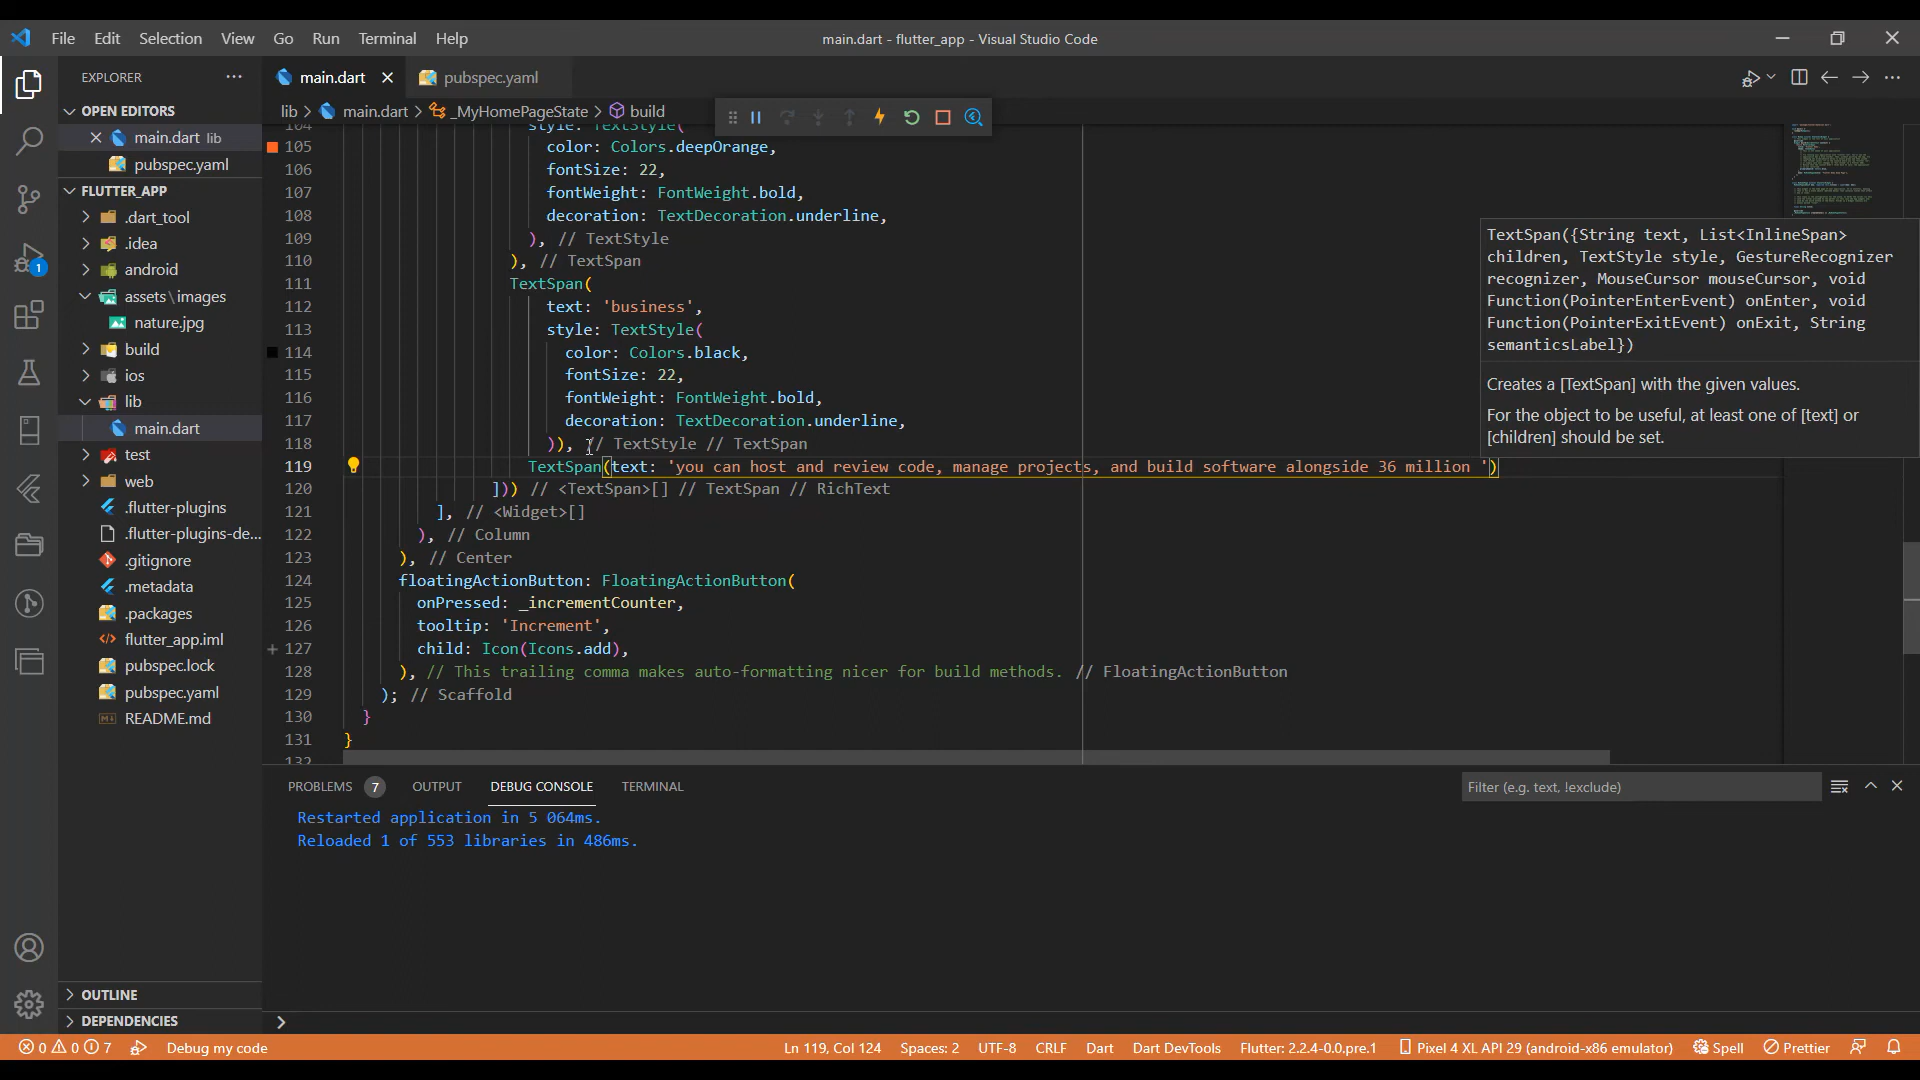 File Edit Selection View Go Run Terminal Help
main.dart - flutter_app - Visual Studio Code
EXPLORER
OPEN EDITORS
main.dart lib
pubspec.yaml
FLUTTER_APP
.dart_tool
.idea
android
assets\images
nature.jpg
build
ios
lib
main.dart
test
web
.flutter-plugins
.flutter-plugins-de...
.gitignore
.metadata
.packages
flutter_app.iml
pubspec.lock
pubspec.yaml
README.md
OUTLINE
DEPENDENCIES
1
main.dart
pubspec.yaml
lib > main.dart > _MyHomePageState > build
104 style: TextStyle(
105 color: Colors.deepOrange,
106 fontSize: 22,
107 fontWeight: FontWeight.bold,
108 decoration: TextDecoration.underline,
109 ), // TextStyle
110 ), // TextSpan
111 TextSpan(
112 text: 'business',
113 style: TextStyle(
114 color: Colors.black,
115 fontSize: 22,
116 fontWeight: FontWeight.bold,
117 decoration: TextDecoration.underline,
118 )), // TextStyle // TextSpan
119 TextSpan(text: 'you can host and review code, manage projects, and build software alongside 36 million ')
120 ])) // <TextSpan>[] // TextSpan // RichText
121 ], // <Widget>[]
122 ), // Column
123 ), // Center
124 floatingActionButton: FloatingActionButton(
125 onPressed: _incrementCounter,
126 tooltip: 'Increment',
127 child: Icon(Icons.add),
128 ), // This trailing comma makes auto-formatting nicer for build methods. // FloatingActionButton
129 ); // Scaffold
130 }
131 }
132
TextSpan({String text, List<InlineSpan>
children, TextStyle style, GestureRecognizer
recognizer, MouseCursor mouseCursor, void
Function(PointerEnterEvent) onEnter, void
Function(PointerExitEvent) onExit, String
semanticsLabel})
Creates a [TextSpan] with the given values.
For the object to be useful, at least one of [text] or
[children] should be set.
PROBLEMS 7 OUTPUT DEBUG CONSOLE TERMINAL
Filter (e.g. text, !exclude)
Restarted application in 5 064ms.
Reloaded 1 of 553 libraries in 486ms.
0 0 7 Debug my code
Ln 119, Col 124 Spaces: 2 UTF-8 CRLF Dart Dart DevTools Flutter: 2.2.4-0.0.pre.1 Pixel 4 XL API 29 (android-x86 emulator) Spell Prettier